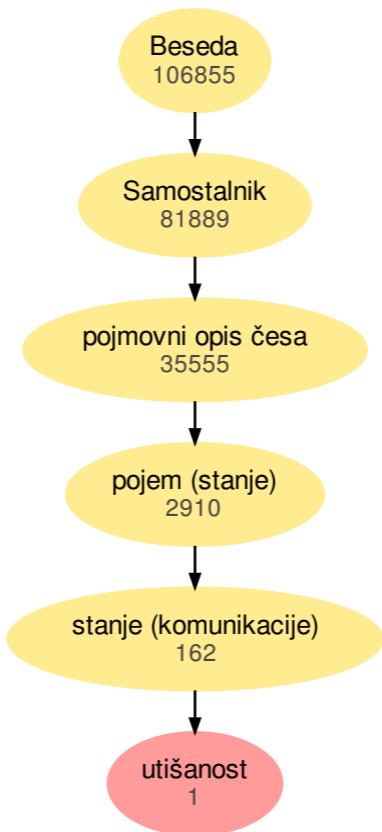 Beseda
106855
Samostalnik
81889
pojmovni opis česa
35555
pojem (stanje)
2910
stanje (komunikacije)
162
utišanost
1